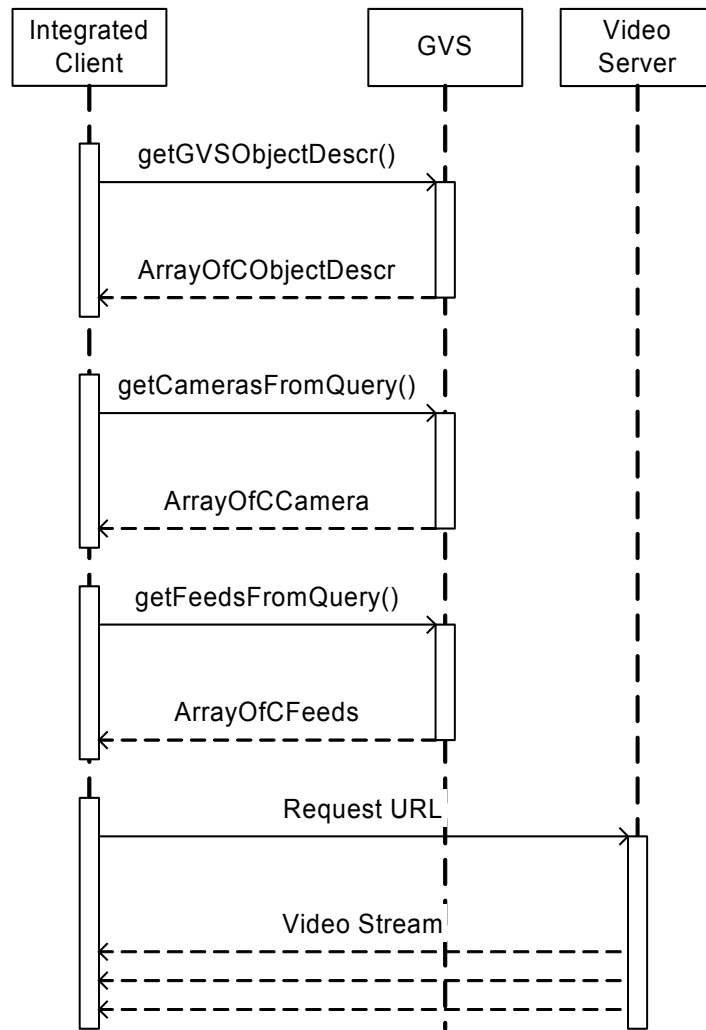 Integrated
Client
GVS
Video
Server
getGVSObjectDescr()
ArrayOfCObjectDescr
getCamerasFromQuery()
ArrayOfCCamera
getFeedsFromQuery()
ArrayOfCFeeds
Request URL
Video Stream